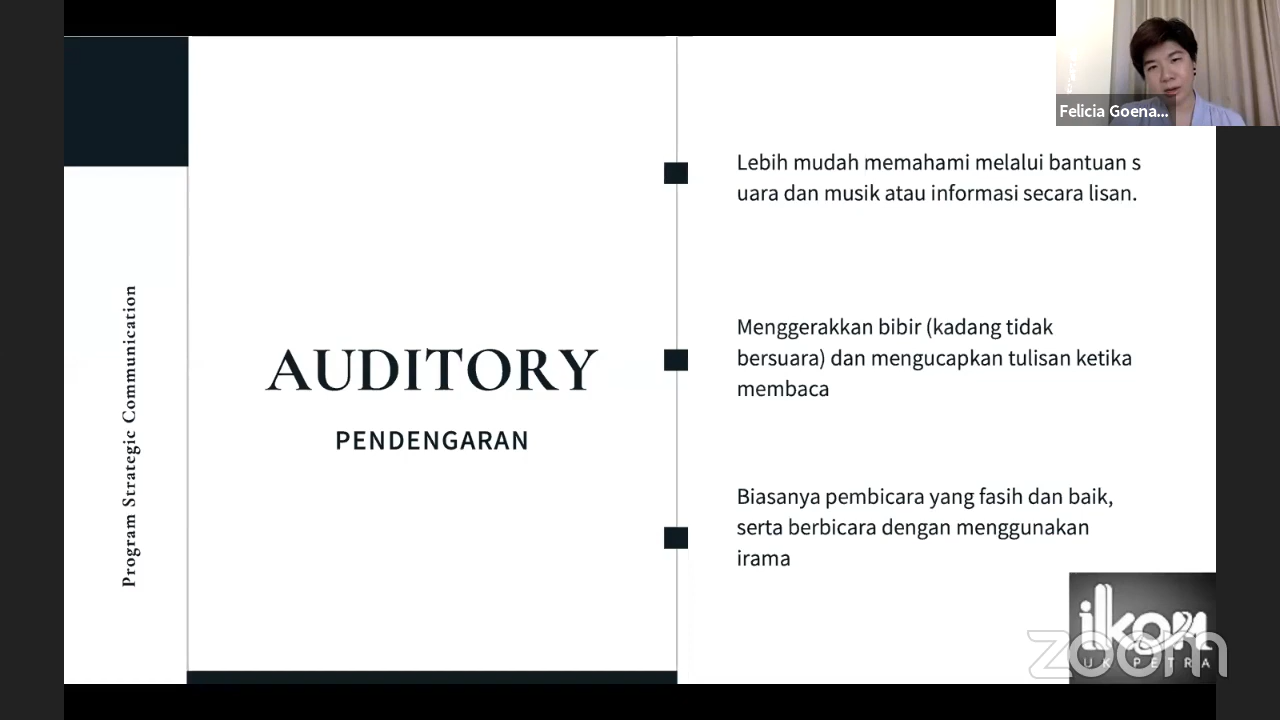 Felicia Goena...
Lebih mudah memahami melalui bantuan s
uara dan musik atau informasi secara lisan.
Program Strategic Communication
AUDITORY
PENDENGARAN
Menggerakkan bibir (kadang tidak
bersuara) dan mengucapkan tulisan ketika
membaca
Biasanya pembicara yang fasih dan baik,
serta berbicara dengan menggunakan
irama
ikom
UK PETRA
zoom